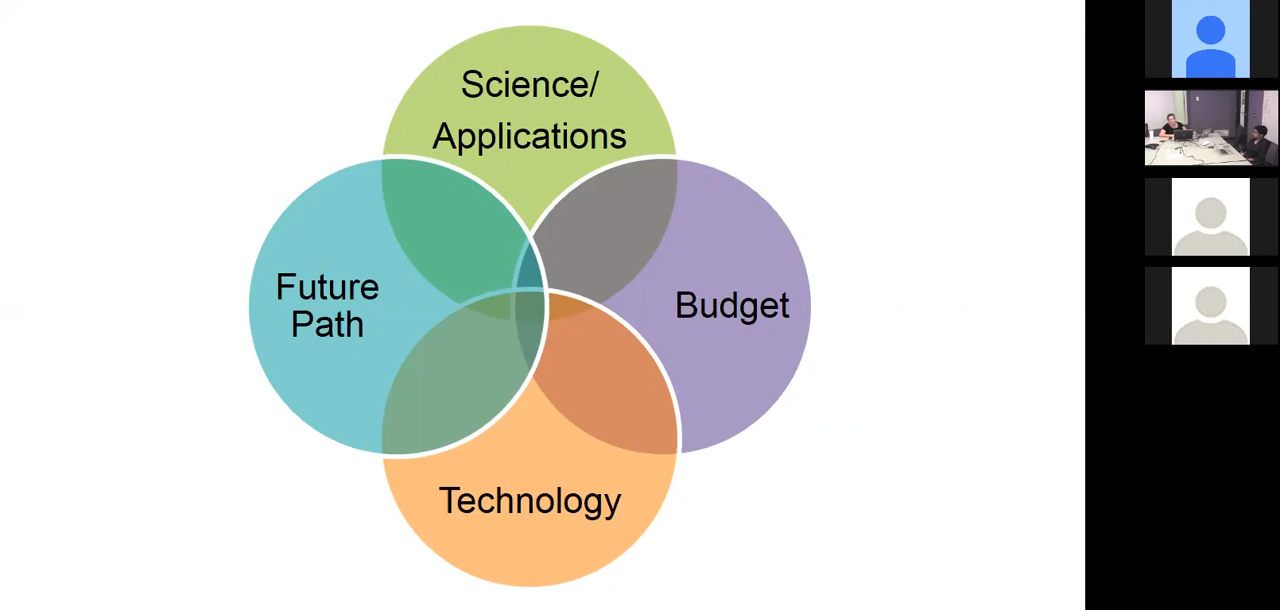 Science/
Applications
Future
Path
Budget
Technology